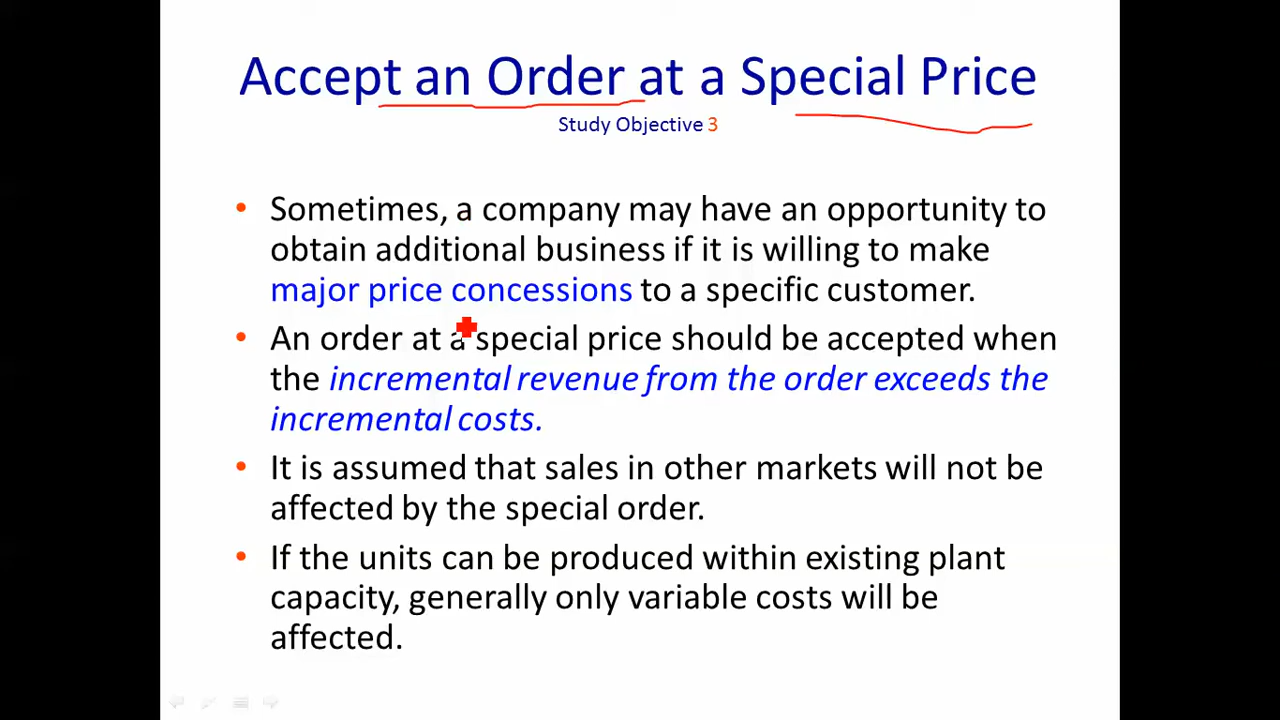 Accept an Order at a Special Price
Study Objective 3
• Sometimes, a company may have an opportunity to
obtain additional business if it is willing to make
major price concessions to a specific customer.
• An order at a special price should be accepted when
the incremental revenue from the order exceeds the
incremental costs.
• It is assumed that sales in other markets will not be
affected by the special order.
• If the units can be produced within existing plant
capacity, generally only variable costs will be
affected.